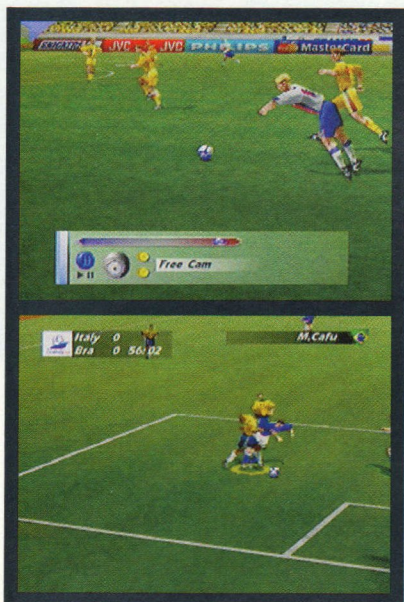 JVC JVC PHILIPS MasterCard
Free Cam
Italy 0
Bra 0 56:02
M.Cafu